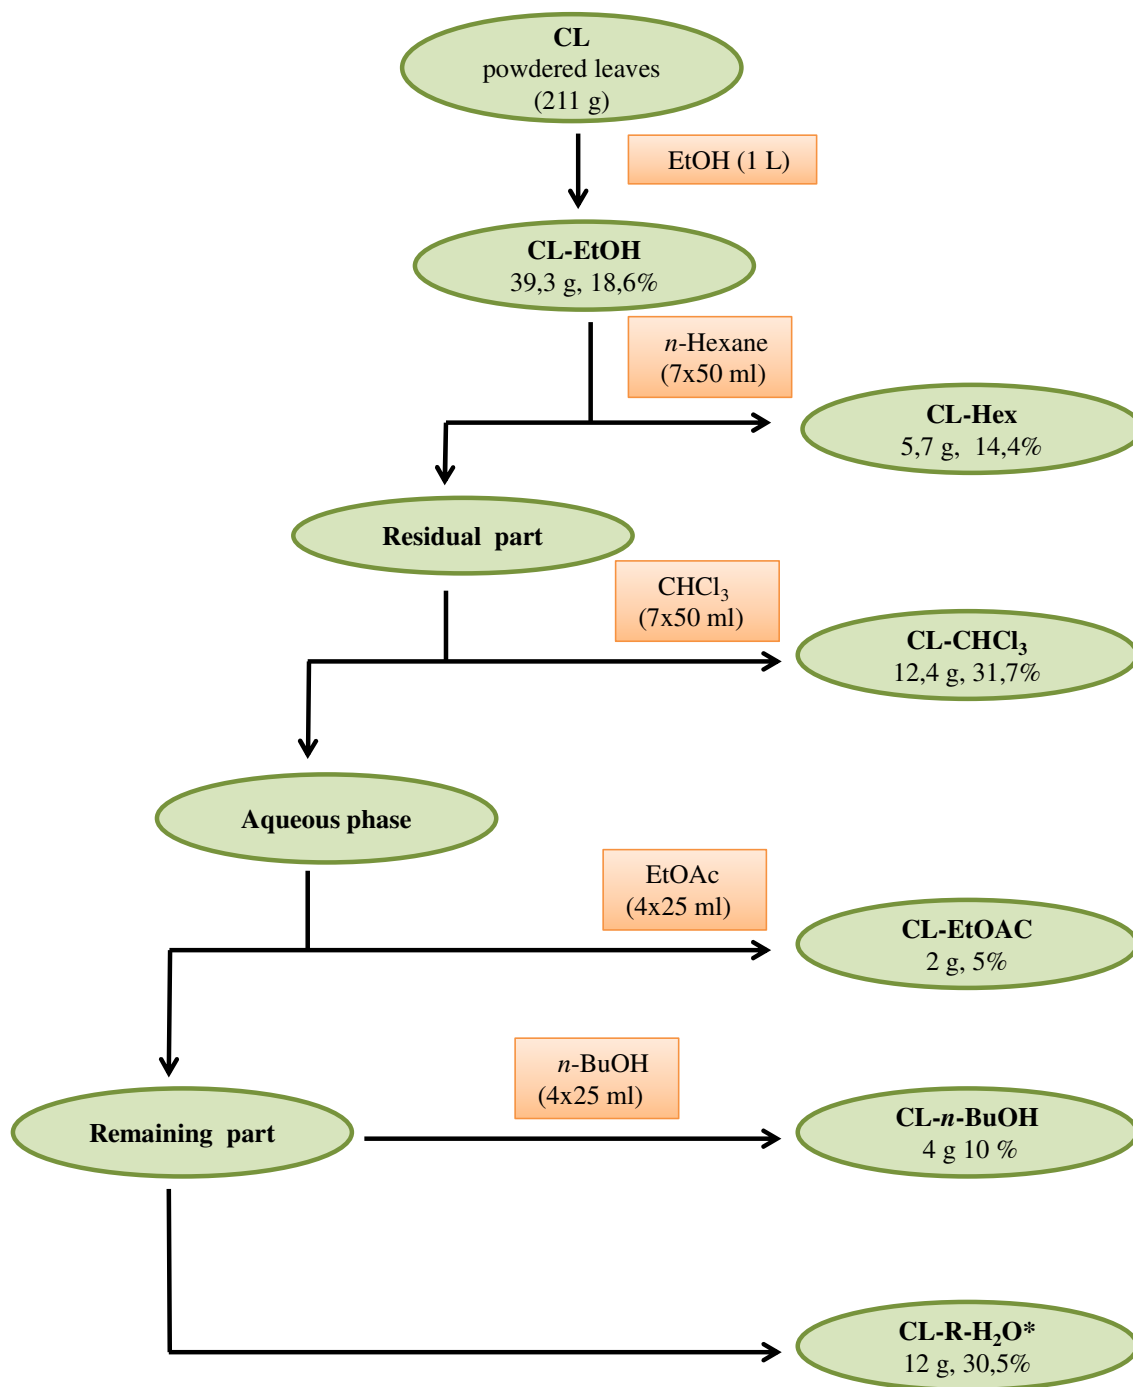 CL
powdered leaves
(211 g)
EtOH (1 L)
CL-EtOH
39,3 g, 18,6%
n-Hexane
(7x50 ml)
CL-Hex
5,7 g,  14,4%
Residual  part
CHCl₃
(7x50 ml)
CL-CHCl₃
12,4 g, 31,7%
Aqueous phase
EtOAc
(4x25 ml)
CL-EtOAC
2 g, 5%
n-BuOH
(4x25 ml)
Remaining  part
CL-n-BuOH
4 g 10 %
CL-R-H₂O*
12 g, 30,5%